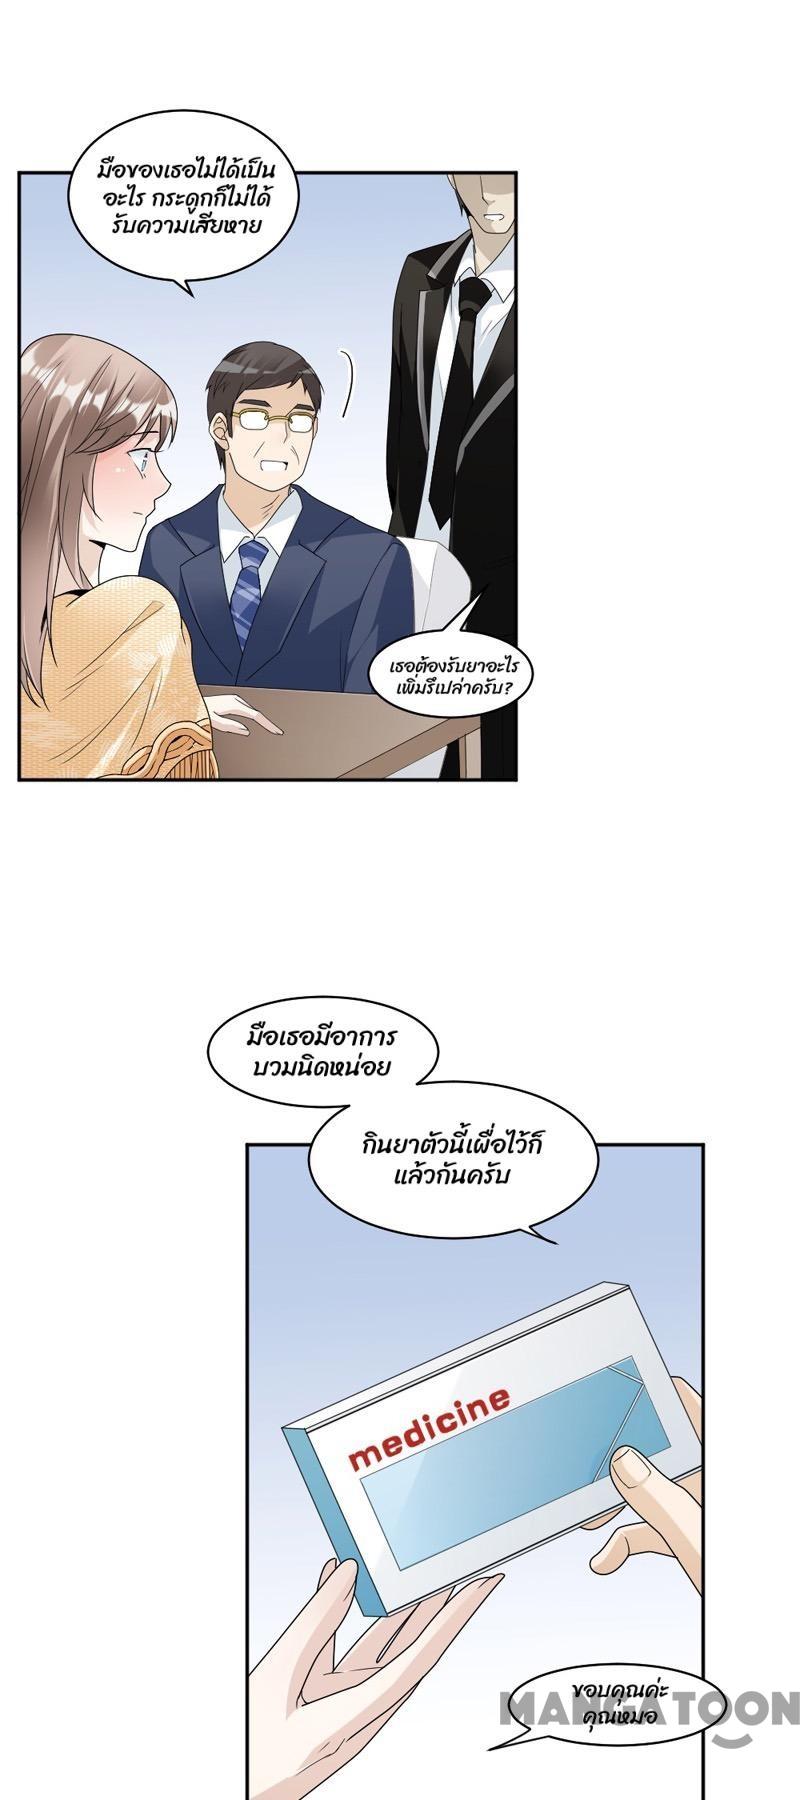 มือของเธอไม่ได้เป็น
อะไร กระดูกก็ไม่ได้
รับความเสียหาย
เธอต้องรับยาอะไร
เพิ่มรึเปล่าครับ?
มือเธอมีอาการ
บวมนิดหน่อย
กินยาตัวนี้เผื่อไว้ก็
แล้วกันครับ
medicine
ขอบคุณค่ะ
คุณหมอ
MANGATOON